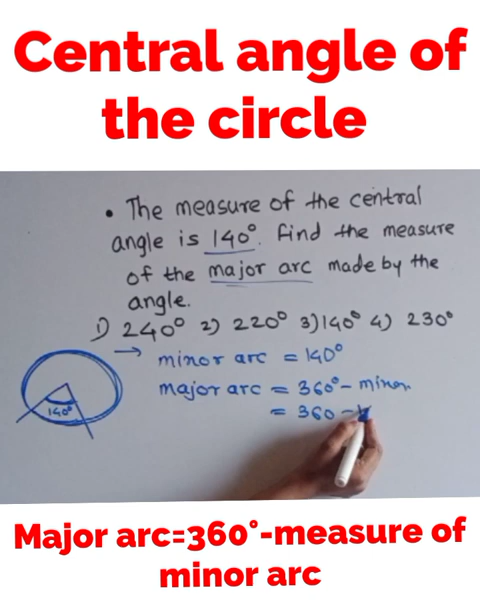 Central angle of
the circle
• The measure of the central
angle is 140°. Find the measure
of the major arc made by the
angle.
1) 240° 2) 220° 3) 140° 4) 230°
→ minor arc = 140°
major arc = 360° - minor
= 360 -
140°
Major arc=360°-measure of
minor arc